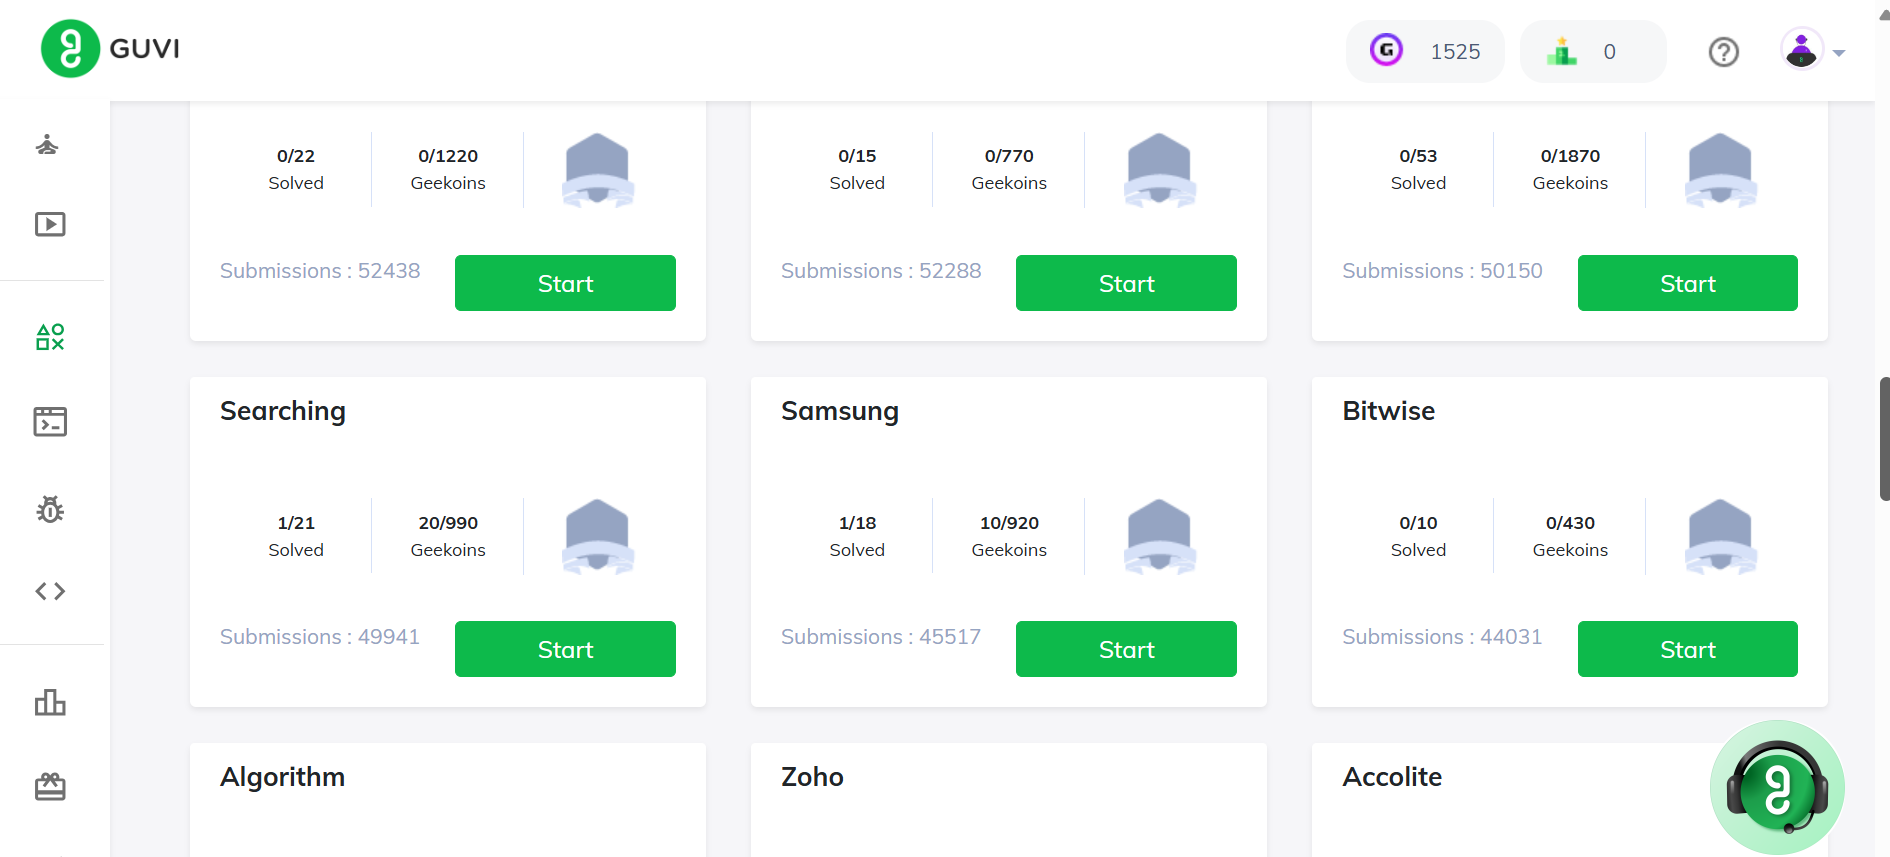 GUVI
1525
0
0/22
Solved
0/1220
Geekoins
Submissions : 52438
Start
0/15
Solved
0/770
Geekoins
Submissions : 52288
Start
0/53
Solved
0/1870
Geekoins
Submissions : 50150
Start
Searching
1/21
Solved
20/990
Geekoins
Submissions : 49941
Start
Samsung
1/18
Solved
10/920
Geekoins
Submissions : 45517
Start
Bitwise
0/10
Solved
0/430
Geekoins
Submissions : 44031
Start
Algorithm
Zoho
Accolite